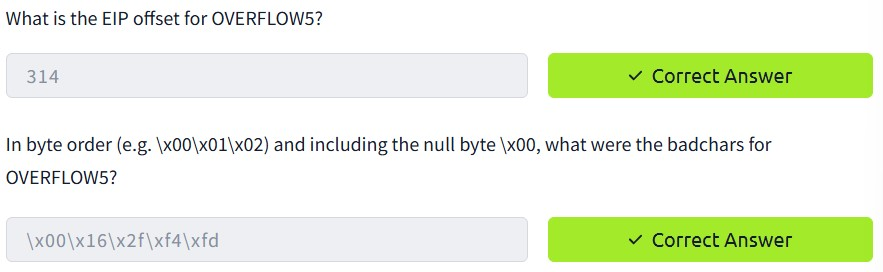 What is the EIP offset for OVERFLOW5?
314
✓ Correct Answer
In byte order (e.g. \x00\x01\x02) and including the null byte \x00, what were the badchars for
OVERFLOW5?
\x00\x16\x2f\xf4\xfd
✓ Correct Answer